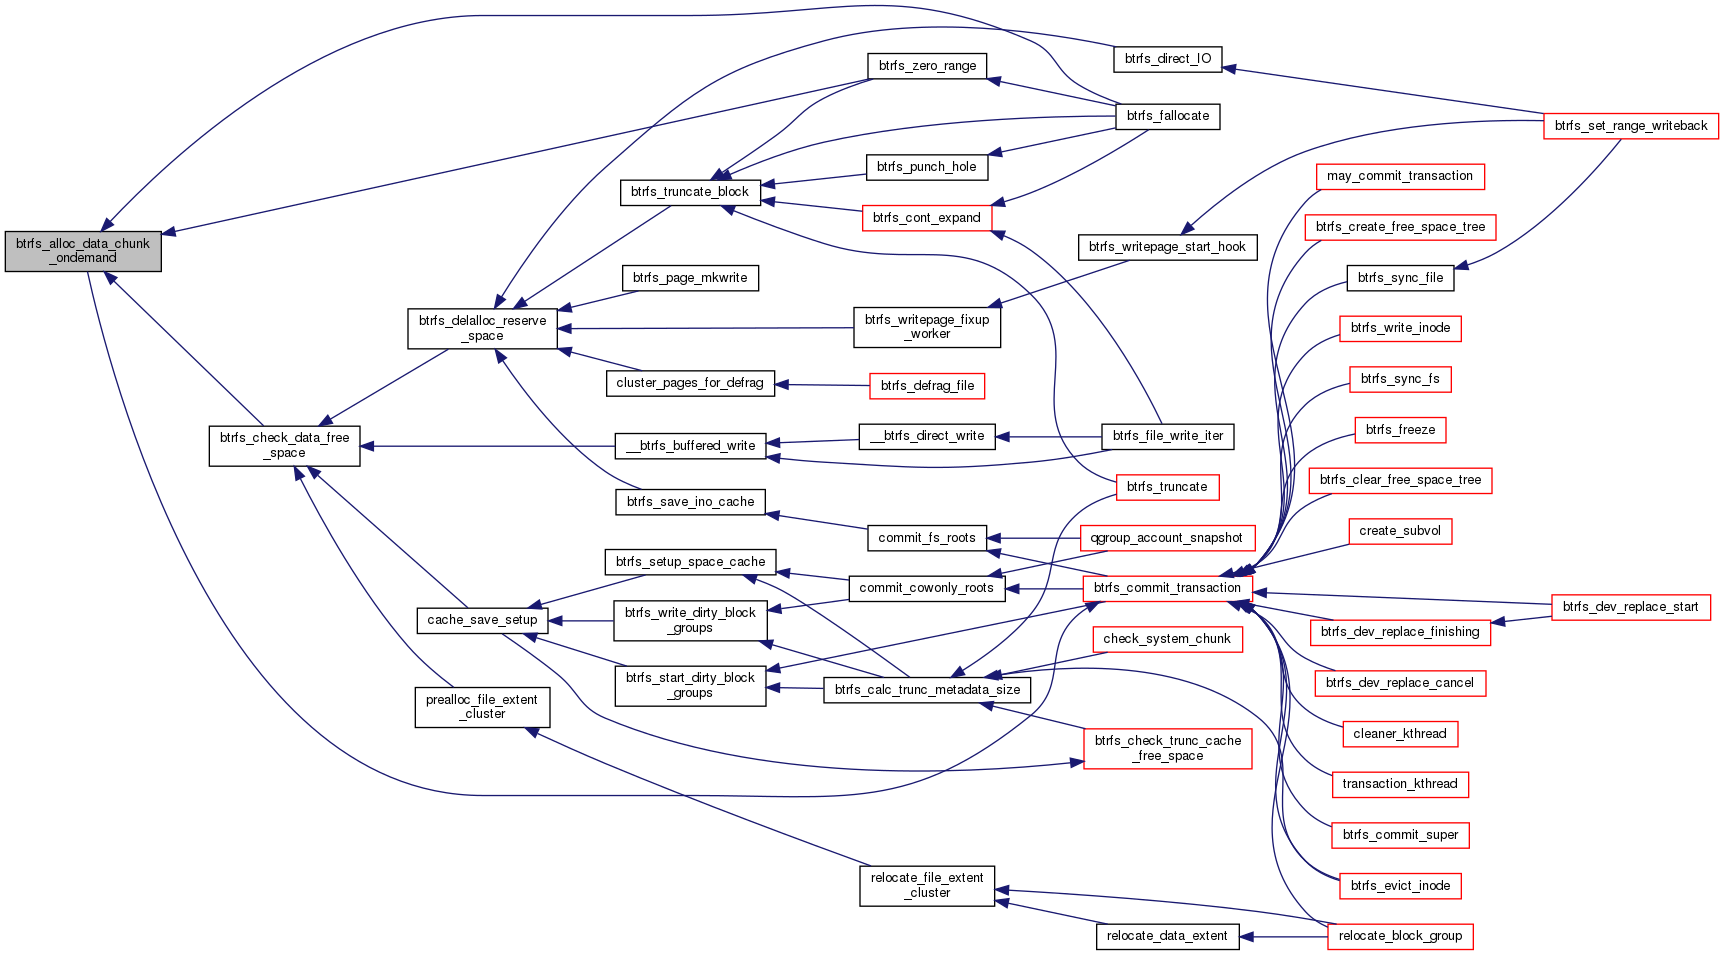 btrfs_alloc_data_chunk
_ondemand
btrfs_check_data_free
_space
btrfs_delalloc_reserve
_space
cache_save_setup
prealloc_file_extent
_cluster
btrfs_truncate_block
btrfs_page_mkwrite
cluster_pages_for_defrag
__btrfs_buffered_write
btrfs_save_ino_cache
btrfs_setup_space_cache
btrfs_write_dirty_block
_groups
btrfs_start_dirty_block
_groups
btrfs_zero_range
btrfs_punch_hole
btrfs_cont_expand
btrfs_writepage_fixup
_worker
btrfs_defrag_file
__btrfs_direct_write
commit_fs_roots
commit_cowonly_roots
btrfs_calc_trunc_metadata_size
relocate_file_extent
_cluster
btrfs_direct_IO
btrfs_fallocate
btrfs_writepage_start_hook
btrfs_file_write_iter
btrfs_truncate
qgroup_account_snapshot
btrfs_commit_transaction
check_system_chunk
btrfs_check_trunc_cache
_free_space
relocate_data_extent
may_commit_transaction
btrfs_create_free_space_tree
btrfs_sync_file
btrfs_write_inode
btrfs_sync_fs
btrfs_freeze
btrfs_clear_free_space_tree
create_subvol
btrfs_dev_replace_finishing
btrfs_dev_replace_cancel
cleaner_kthread
transaction_kthread
btrfs_commit_super
btrfs_evict_inode
relocate_block_group
btrfs_set_range_writeback
btrfs_dev_replace_start